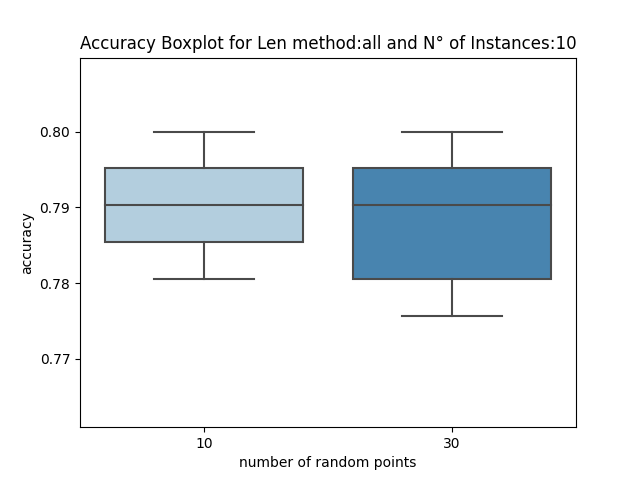 Accuracy Boxplot for Len method:all and N° of Instances:10
accuracy
0.80
0.79
0.78
0.77
10
30
number of random points